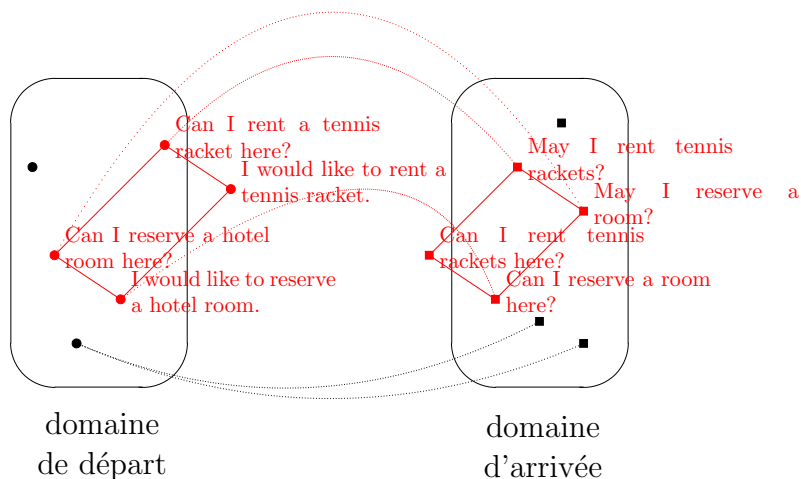 Can I rent a tennis
racket here?
I would like to rent a
tennis racket.
Can I reserve a hotel
room here?
I would like to reserve
a hotel room.
May I rent tennis
rackets?
May I reserve a
room?
Can I rent tennis
rackets here?
Can I reserve a room
here?
domaine
de départ
domaine
d'arrivée